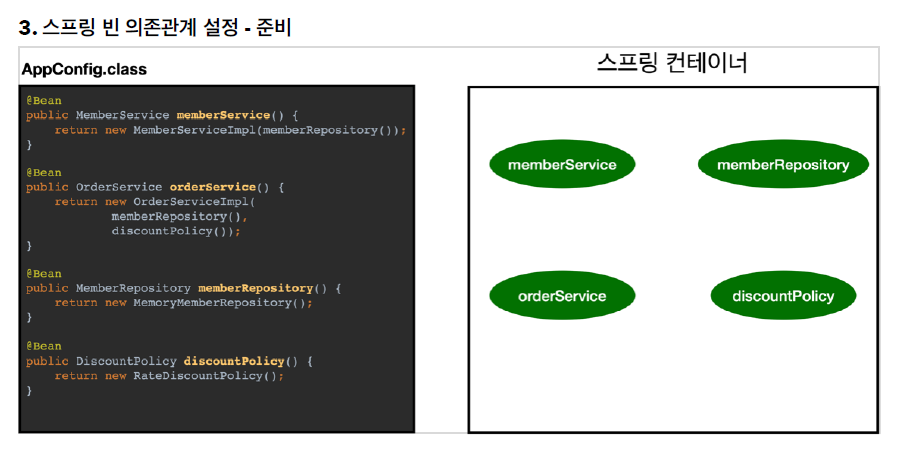 3. 스프링 빈 의존관계 설정 - 준비
AppConfig.class
@Bean
public MemberService memberService() {
    return new MemberServiceImpl(memberRepository());
}
@Bean
public OrderService orderService() {
    return new OrderServiceImpl(
            memberRepository(),
            discountPolicy());
}
@Bean
public MemberRepository memberRepository() {
    return new MemoryMemberRepository();
}
@Bean
public DiscountPolicy discountPolicy() {
    return new RateDiscountPolicy();
}
스프링 컨테이너
memberService
memberRepository
orderService
discountPolicy